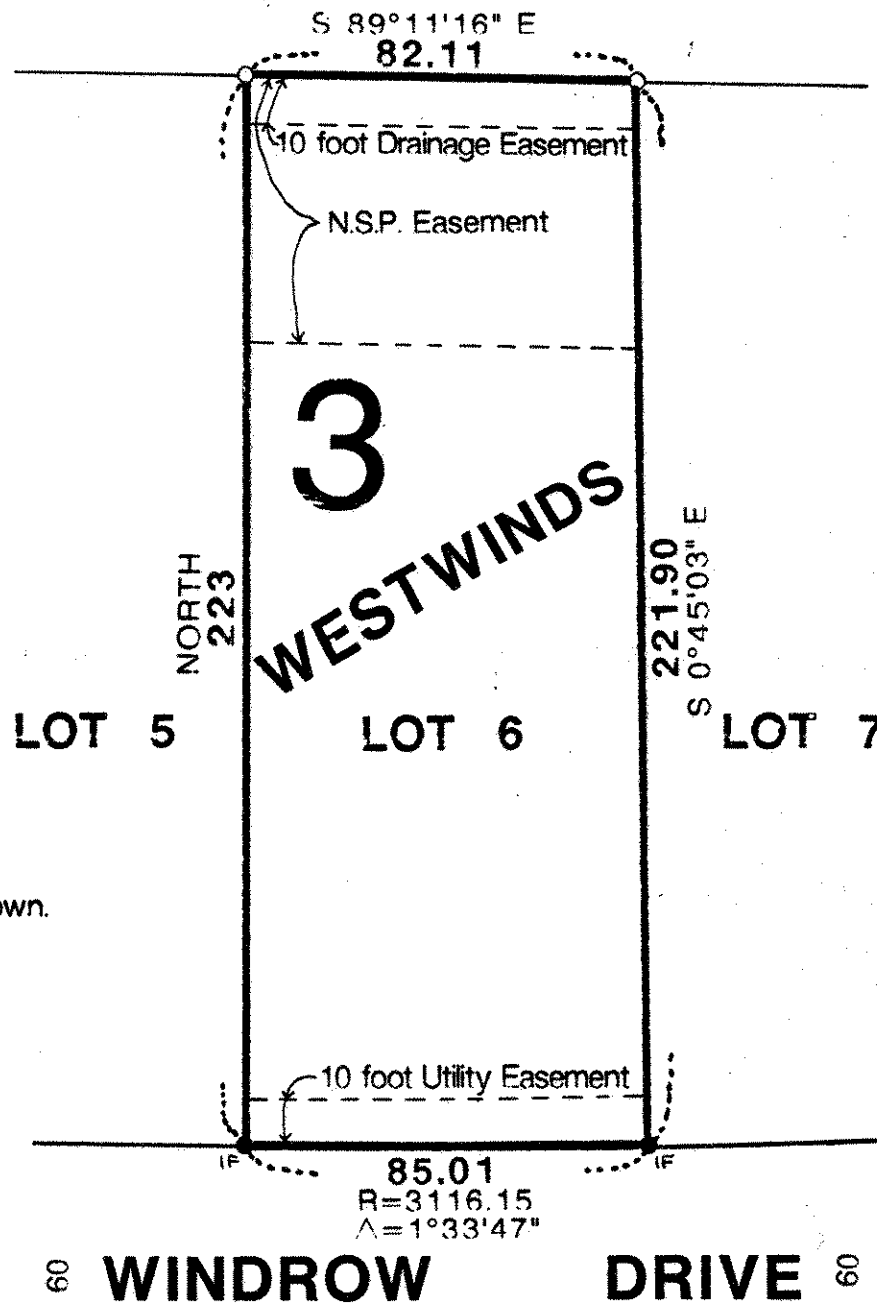 S 89°11'16" E
82.11
10 foot Drainage Easement
N.S.P. Easement
3
WESTWINDS
NORTH
223
221.90
S 0°45'03" E
LOT 5
LOT 6
LOT 7
own.
10 foot Utility Easement
IF
85.01
IF
R=3116.15
△=1°33'47"
60
WINDROW DRIVE
60